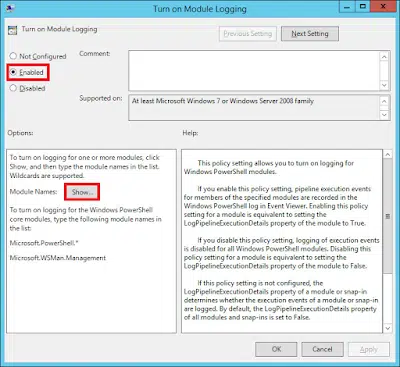 Turn on Module Logging
Turn on Module Logging
Previous Setting
Next Setting
Not Configured
Comment:
Enabled
Disabled
Supported on:
At least Microsoft Windows 7 or Windows Server 2008 family
Options:
Help:
To turn on logging for one or more modules, click
Show, and then type the module names in the list.
Wildcards are supported.
Module Names:
Show...
To turn on logging for the Windows PowerShell
core modules, type the following module names in
the list:
Microsoft.PowerShell.*
Microsoft.WSMan.Management
This policy setting allows you to turn on logging for
Windows PowerShell modules.
If you enable this policy setting, pipeline execution events
for members of the specified modules are recorded in the
Windows PowerShell log in Event Viewer. Enabling this policy
setting for a module is equivalent to setting the
LogPipelineExecutionDetails property of the module to True.
If you disable this policy setting, logging of execution events
is disabled for all Windows PowerShell modules. Disabling this
policy setting for a module is equivalent to setting the
LogPipelineExecutionDetails property of the module to False.
If this policy setting is not configured, the
LogPipelineExecutionDetails property of a module or snap-in
determines whether the execution events of a module or snap-in
are logged. By default, the LogPipelineExecutionDetails property
of all modules and snap-ins is set to False.
OK
Cancel
Apply